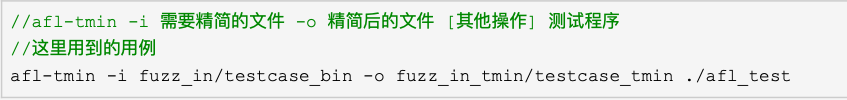 //afl-tmin -i 需要精简的文件 -o 精简后的文件 [其他操作] 测试程序
//这里用到的用例
afl-tmin -i fuzz_in/testcase_bin -o fuzz_in_tmin/testcase_tmin ./afl_test